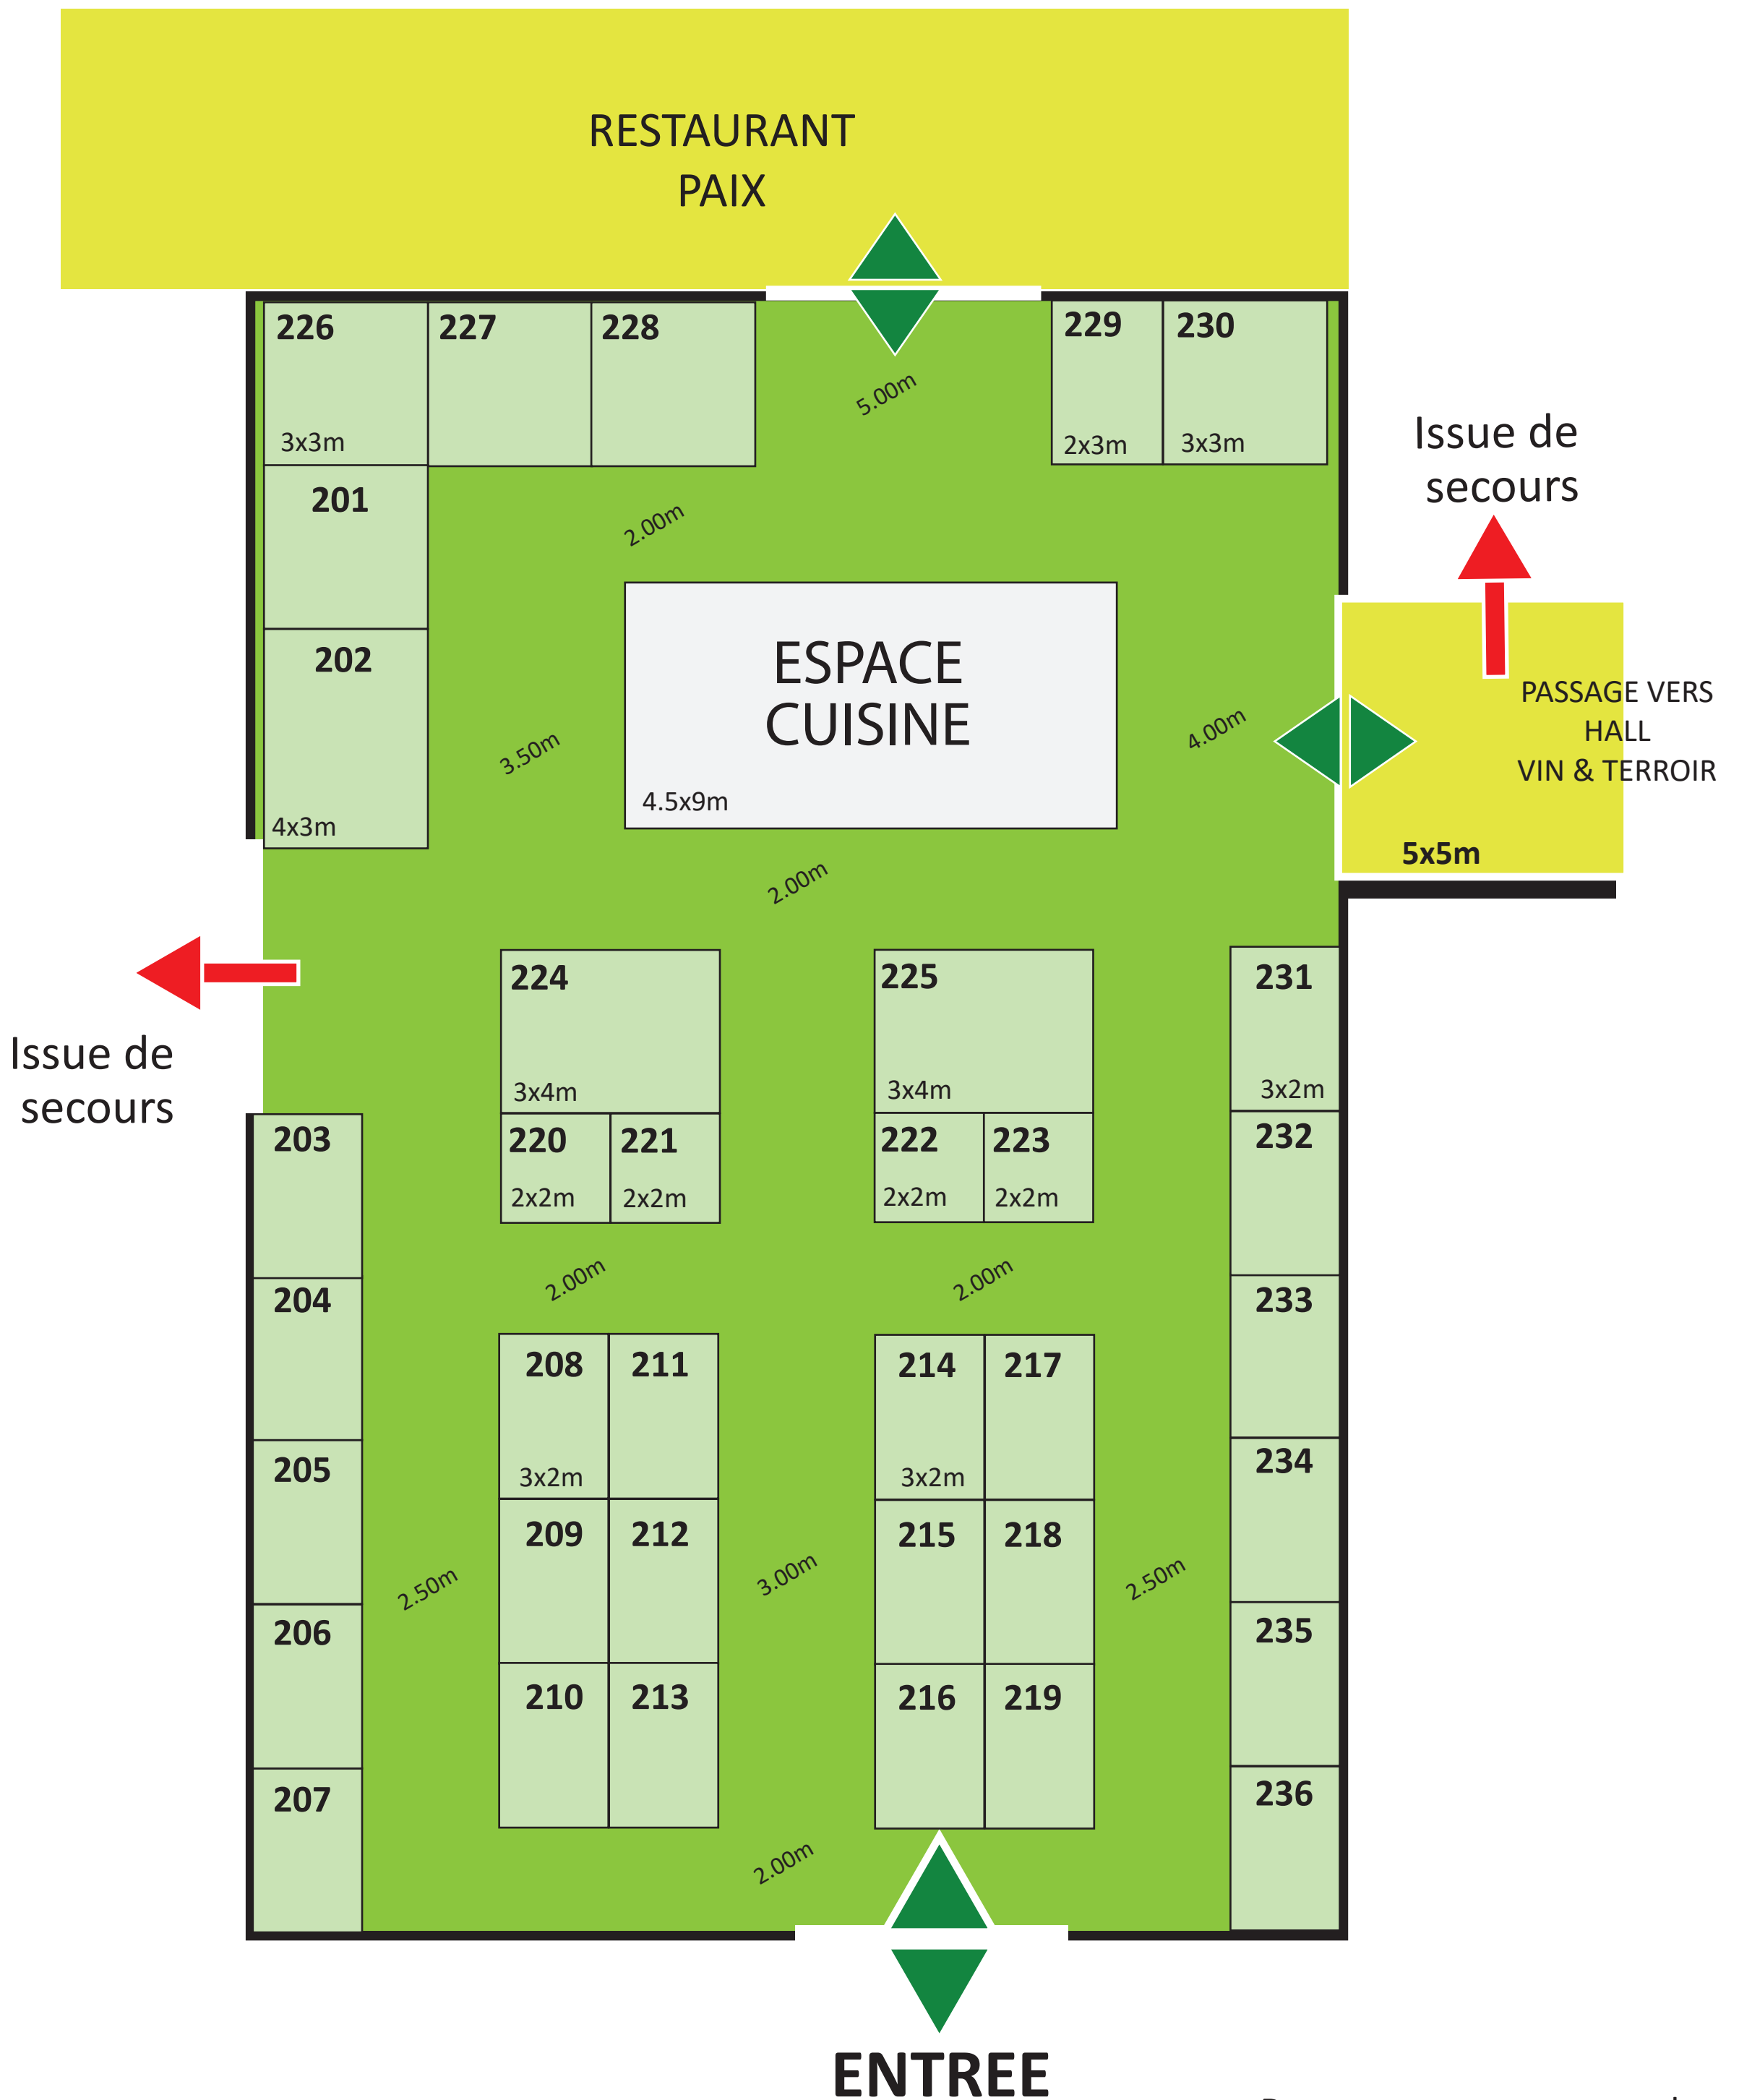 RESTAURANT
PAIX
226
227
228
229
230
3x3m
2x3m
3x3m
5.00m
Issue de
secours
201
2.00m
202
4x3m
ESPACE
CUISINE
4.5x9m
3.50m
4.00m
PASSAGE VERS
HALL
VIN & TERROIR
5x5m
2.00m
Issue de
secours
224
3x4m
225
3x4m
231
3x2m
220
2x2m
221
2x2m
222
2x2m
223
2x2m
232
203
204
205
206
207
2.00m
2.00m
233
234
235
236
208
211
3x2m
209
212
210
213
214
217
3x2m
215
218
216
219
2.50m
3.00m
2.50m
2.00m
ENTREE